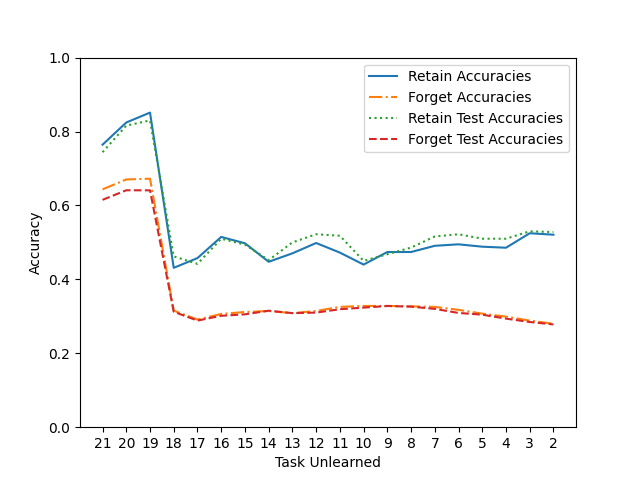 1.0
0.8
0.6
0.4
0.2
0.0
Accuracy
Retain Accuracies
Forget Accuracies
Retain Test Accuracies
Forget Test Accuracies
21 20 19 18 17 16 15 14 13 12 11 10 9 8 7 6 5 4 3 2
Task Unlearned